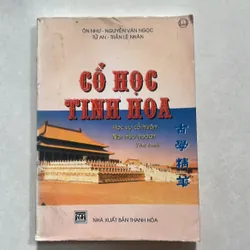 ÔN NHƯ - NGUYỄN VĂN NGỌC
TỬ AN - TRẦN LÊ NHÂN
CỔ HỌC
TINH HOA
古學精華
NHÀ XUẤT BẢN THANH HÓA